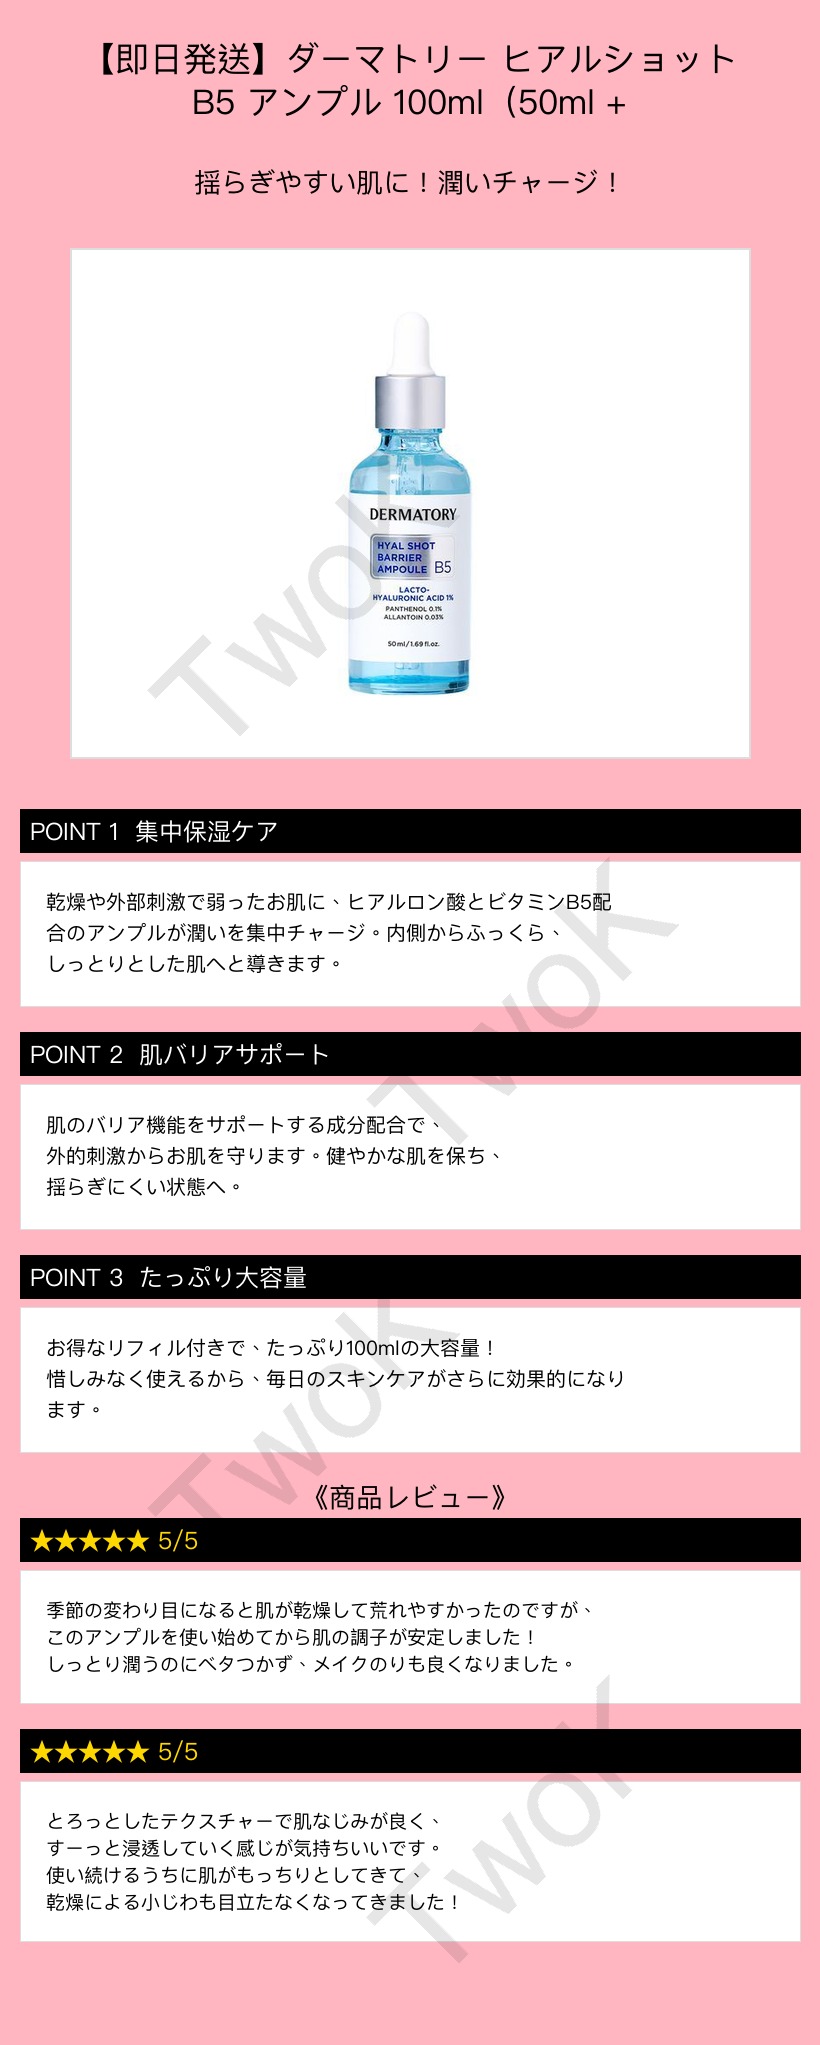 【即日発送】ダーマトリー ヒアルショット
B5 アンプル 100ml（50ml +
揺らぎやすい肌に！潤いチャージ！
DERMATORY
HYAL SHOT
BARRIER
AMPOULE B5
LACTO-
HYALURONIC ACID 1%
PANTHENOL 0.1%
ALLANTOIN 0.03%
50ml/1.69 fl.oz.
TwoK
POINT 1 集中保湿ケア
乾燥や外部刺激で弱ったお肌に、ヒアルロン酸とビタミンB5配
合のアンプルが潤いを集中チャージ。内側からふっくら、
しっとりとした肌へと導きます。
TwoK
POINT 2 肌バリアサポート
肌のバリア機能をサポートする成分配合で、
外的刺激からお肌を守ります。健やかな肌を保ち、
揺らぎにくい状態へ。
POINT 3 たっぷり大容量
お得なリフィル付きで、たっぷり100mlの大容量！
惜しみなく使えるから、毎日のスキンケアがさらに効果的になり
ます。
TwoK
《商品レビュー》
★★★★★ 5/5
季節の変わり目になると肌が乾燥して荒れやすかったのですが、
このアンプルを使い始めてから肌の調子が安定しました！
しっとり潤うのにベタつかず、メイクのりも良くなりました。
★★★★★ 5/5
とろっとしたテクスチャーで肌なじみが良く、
すーっと浸透していく感じが気持ちいいです。
使い続けるうちに肌がもっちりとしてきて、
乾燥による小じわも目立たなくなってきました！
TwoK